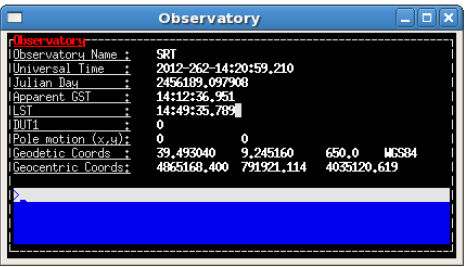 Observatory
Observatory
Observatory Name : SRT
Universal Time : 2012-262-14:20:59.210
Julian Day : 2456189.097908
Apparent GST : 14:12:36.951
LST : 14:49:35.789
DUT1 : 0
Pole motion (x,y): 0 0
Geodetic Coords : 39.493040 9.245160 650.0 WGS84
Geocentric Coords: 4865168.400 791921.114 4035120.619
>